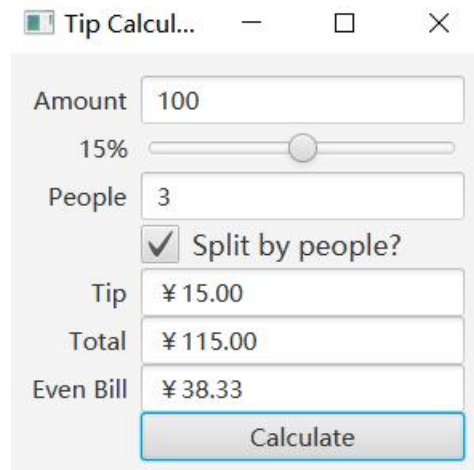 Tip Calcul...
Amount 100
15%
People 3
Split by people?
Tip ￥15.00
Total ￥115.00
Even Bill ￥38.33
Calculate